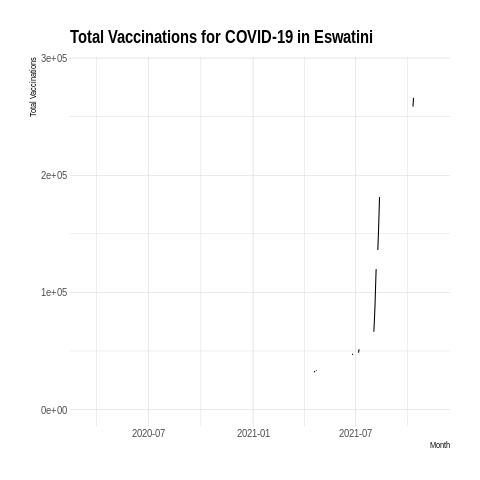 Total Vaccinations for COVID-19 in Eswatini
Total Vaccinations
3e+05
2e+05
1e+05
0e+00
2020-07 2021-01 2021-07
Month